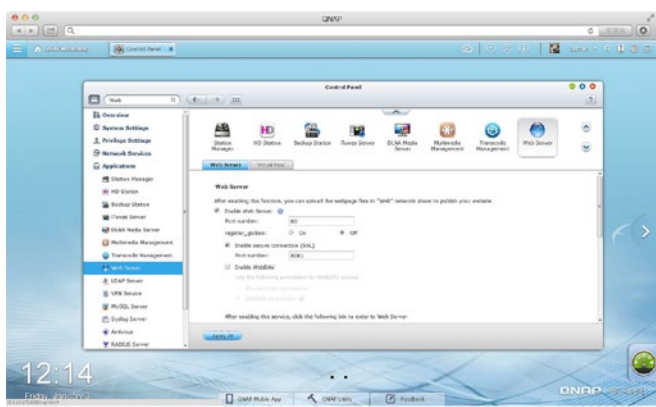 QNAP
Control Panel
Control Panel
Web
Overview
System Settings
Privilege Settings
Network Services
Applications
Station Manager
HD Station
Backup Station
iTunes Server
DLNA Media Server
Multimedia Management
Transcode Management
Web Server
LDAP Server
VPN Service
MySQL Server
Syslog Server
Antivirus
RADIUS Server
Station Manager
HD Station
Backup Station
iTunes Server
DLNA Media Server
Multimedia Management
Transcode Management
Web Server
Web Server
Virtual Host
Web Server
After enabling this function, you can upload the webpage files to "Web" network share to publish your website.
Enable Web Server
Port number: 80
register_globals: On Off
Enable secure connection (SSL)
Port number: 8081
Enable WebDAV
After enabling this service, click the following link to enter to Web Server.
Apply All
12:14
Friday, January 3
QNAP Mobile App
QNAP Utility
Feedback
QNAP